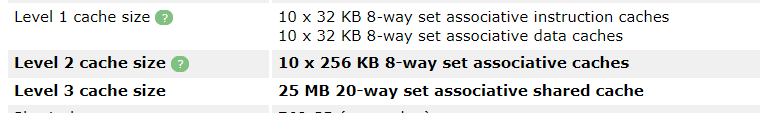 Level 1 cache size ? 10 x 32 KB 8-way set associative instruction caches
10 x 32 KB 8-way set associative data caches
Level 2 cache size ? 10 x 256 KB 8-way set associative caches
Level 3 cache size 25 MB 20-way set associative shared cache